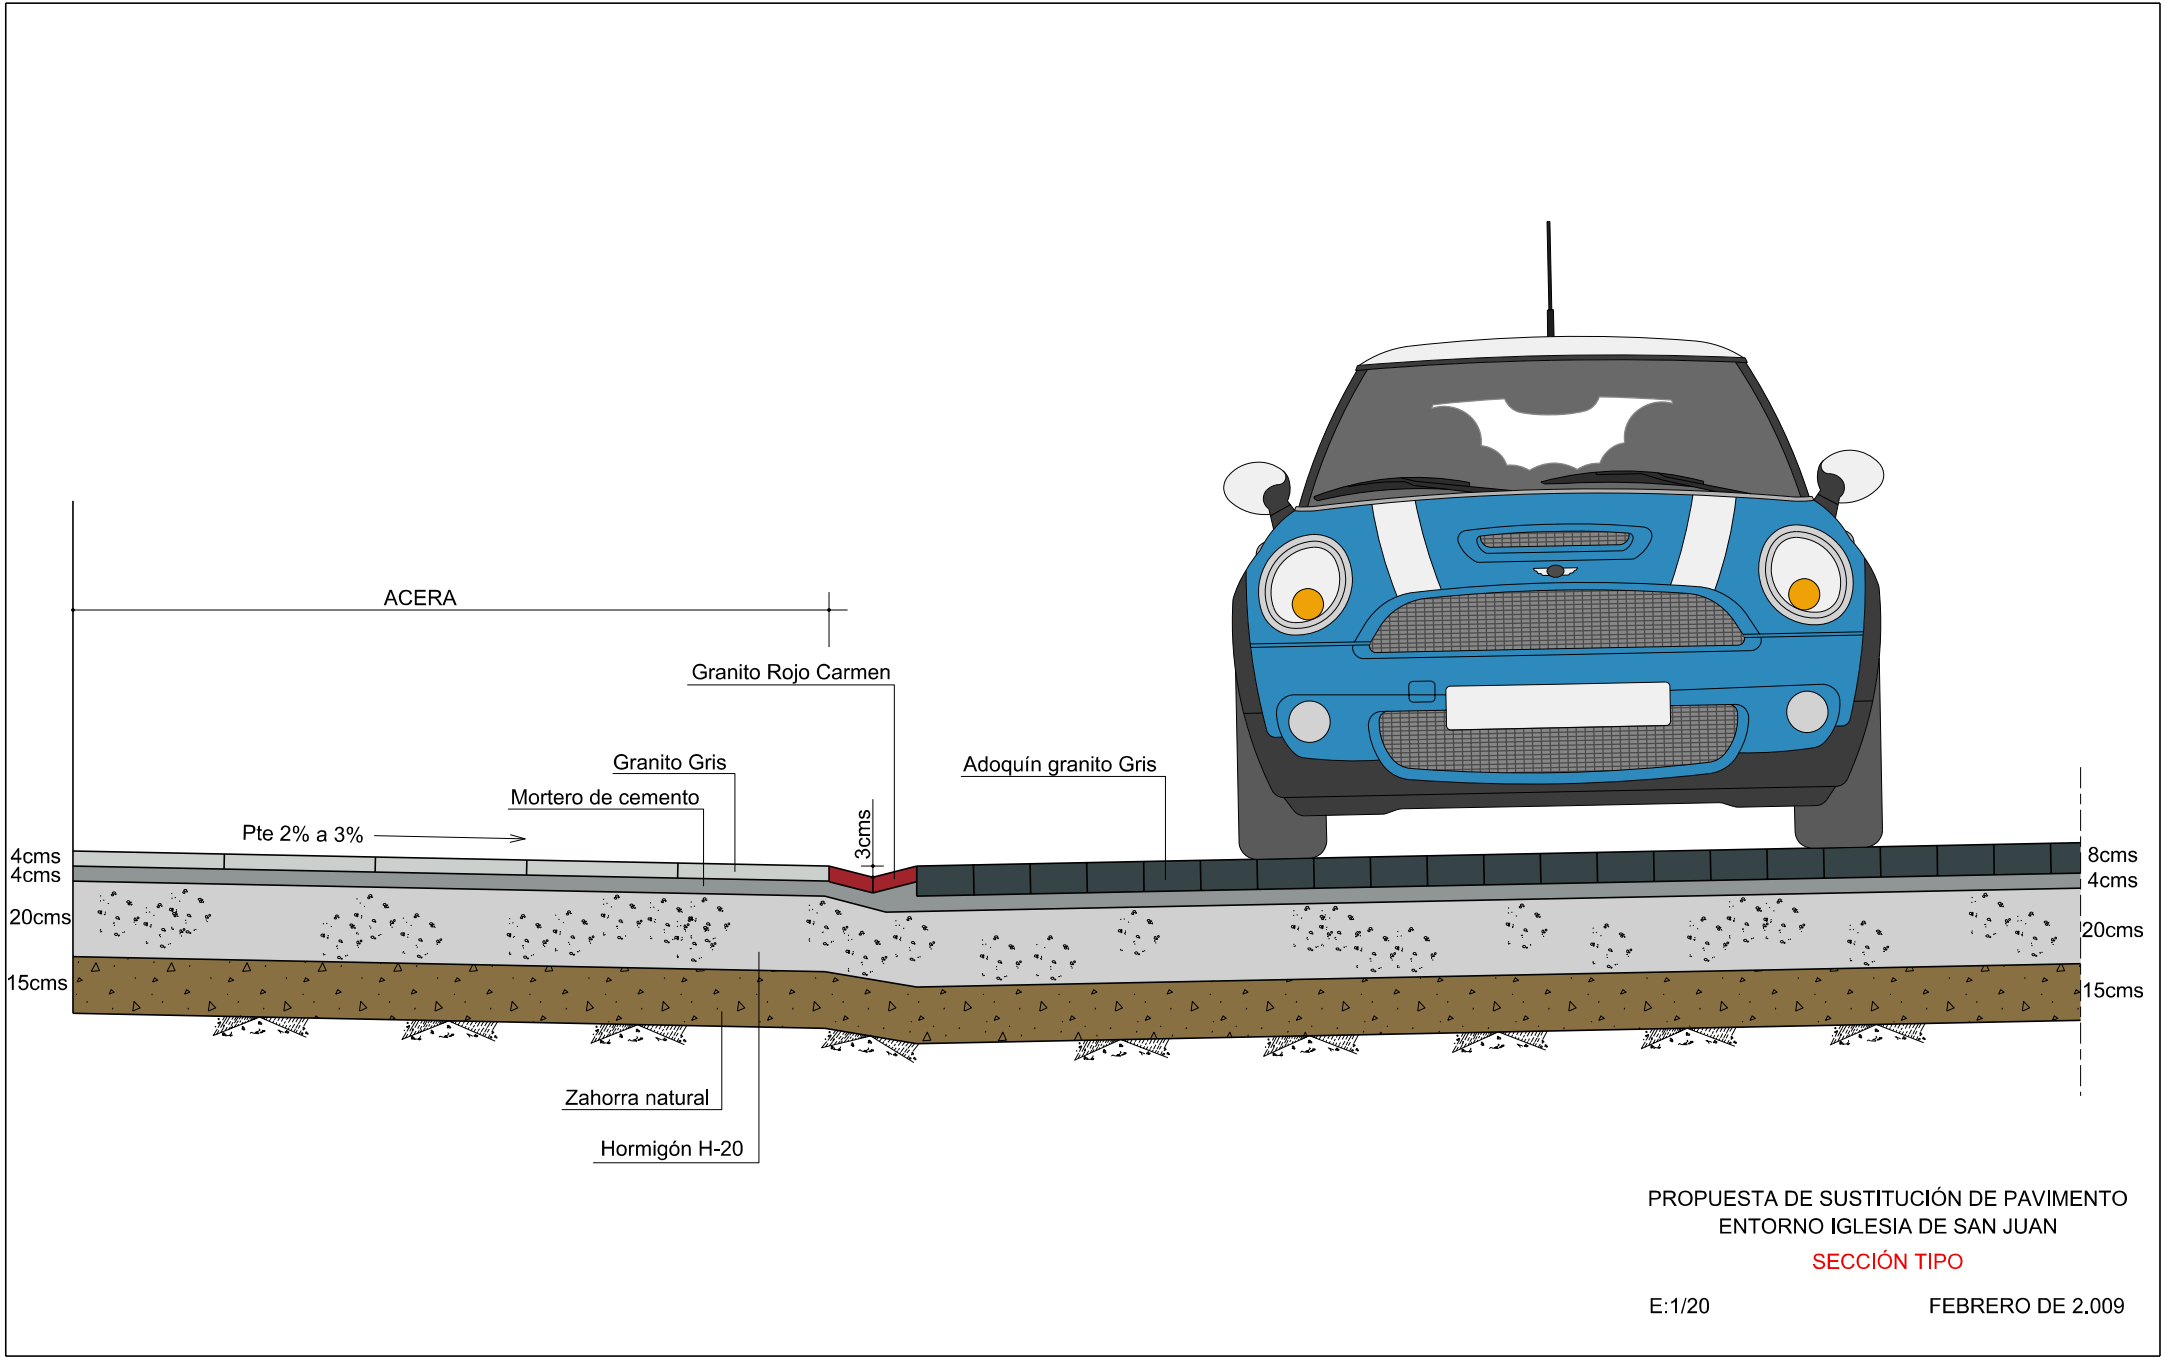 ACERA
Granito Rojo Carmen
Granito Gris
Adoquín granito Gris
Mortero de cemento
Pte 2% a 3%
3cms
4cms
4cms
20cms
15cms
8cms
4cms
20cms
15cms
Zahorra natural
Hormigón H-20
PROPUESTA DE SUSTITUCIÓN DE PAVIMENTO
ENTORNO IGLESIA DE SAN JUAN
SECCIÓN TIPO
E:1/20
FEBRERO DE 2.009